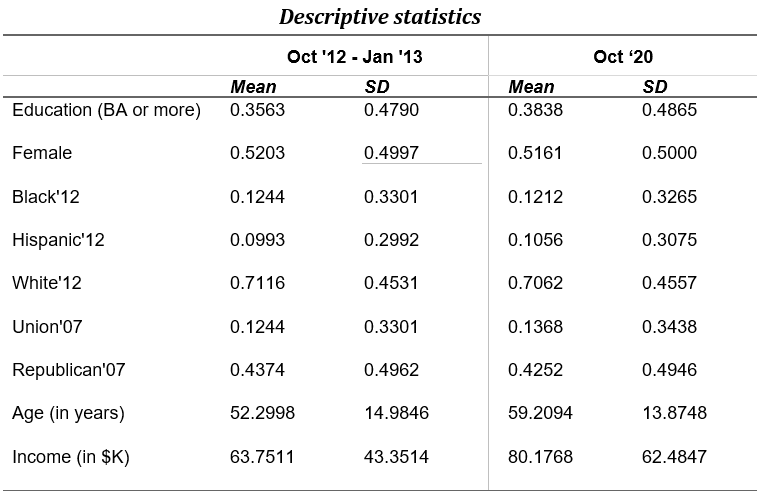 Descriptive statistics
Oct '12 - Jan '13 Oct ‘20
Mean SD Mean SD
Education (BA or more) 0.3563 0.4790 0.3838 0.4865
Female 0.5203 0.4997 0.5161 0.5000
Black'12 0.1244 0.3301 0.1212 0.3265
Hispanic'12 0.0993 0.2992 0.1056 0.3075
White'12 0.7116 0.4531 0.7062 0.4557
Union'07 0.1244 0.3301 0.1368 0.3438
Republican'07 0.4374 0.4962 0.4252 0.4946
Age (in years) 52.2998 14.9846 59.2094 13.8748
Income (in $K) 63.7511 43.3514 80.1768 62.4847